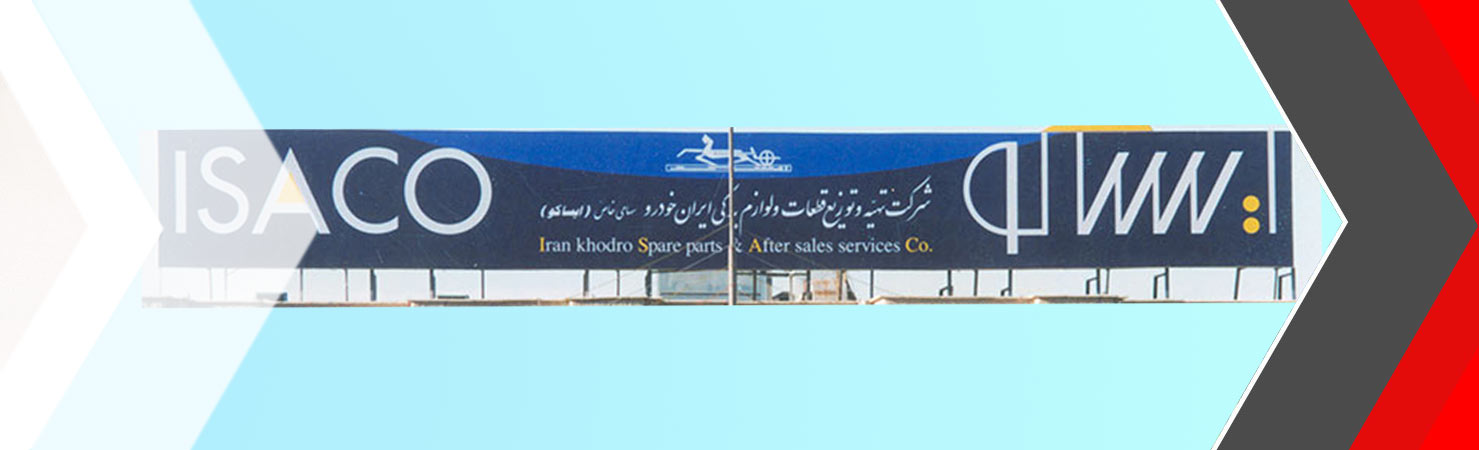 ISACO
شرکت تهیه و توزیع قطعات و لوازم یدکی ایران خودرو سهامی خاص (ایساکو)
Iran khodro Spare parts & After sales services Co.
ایساکو